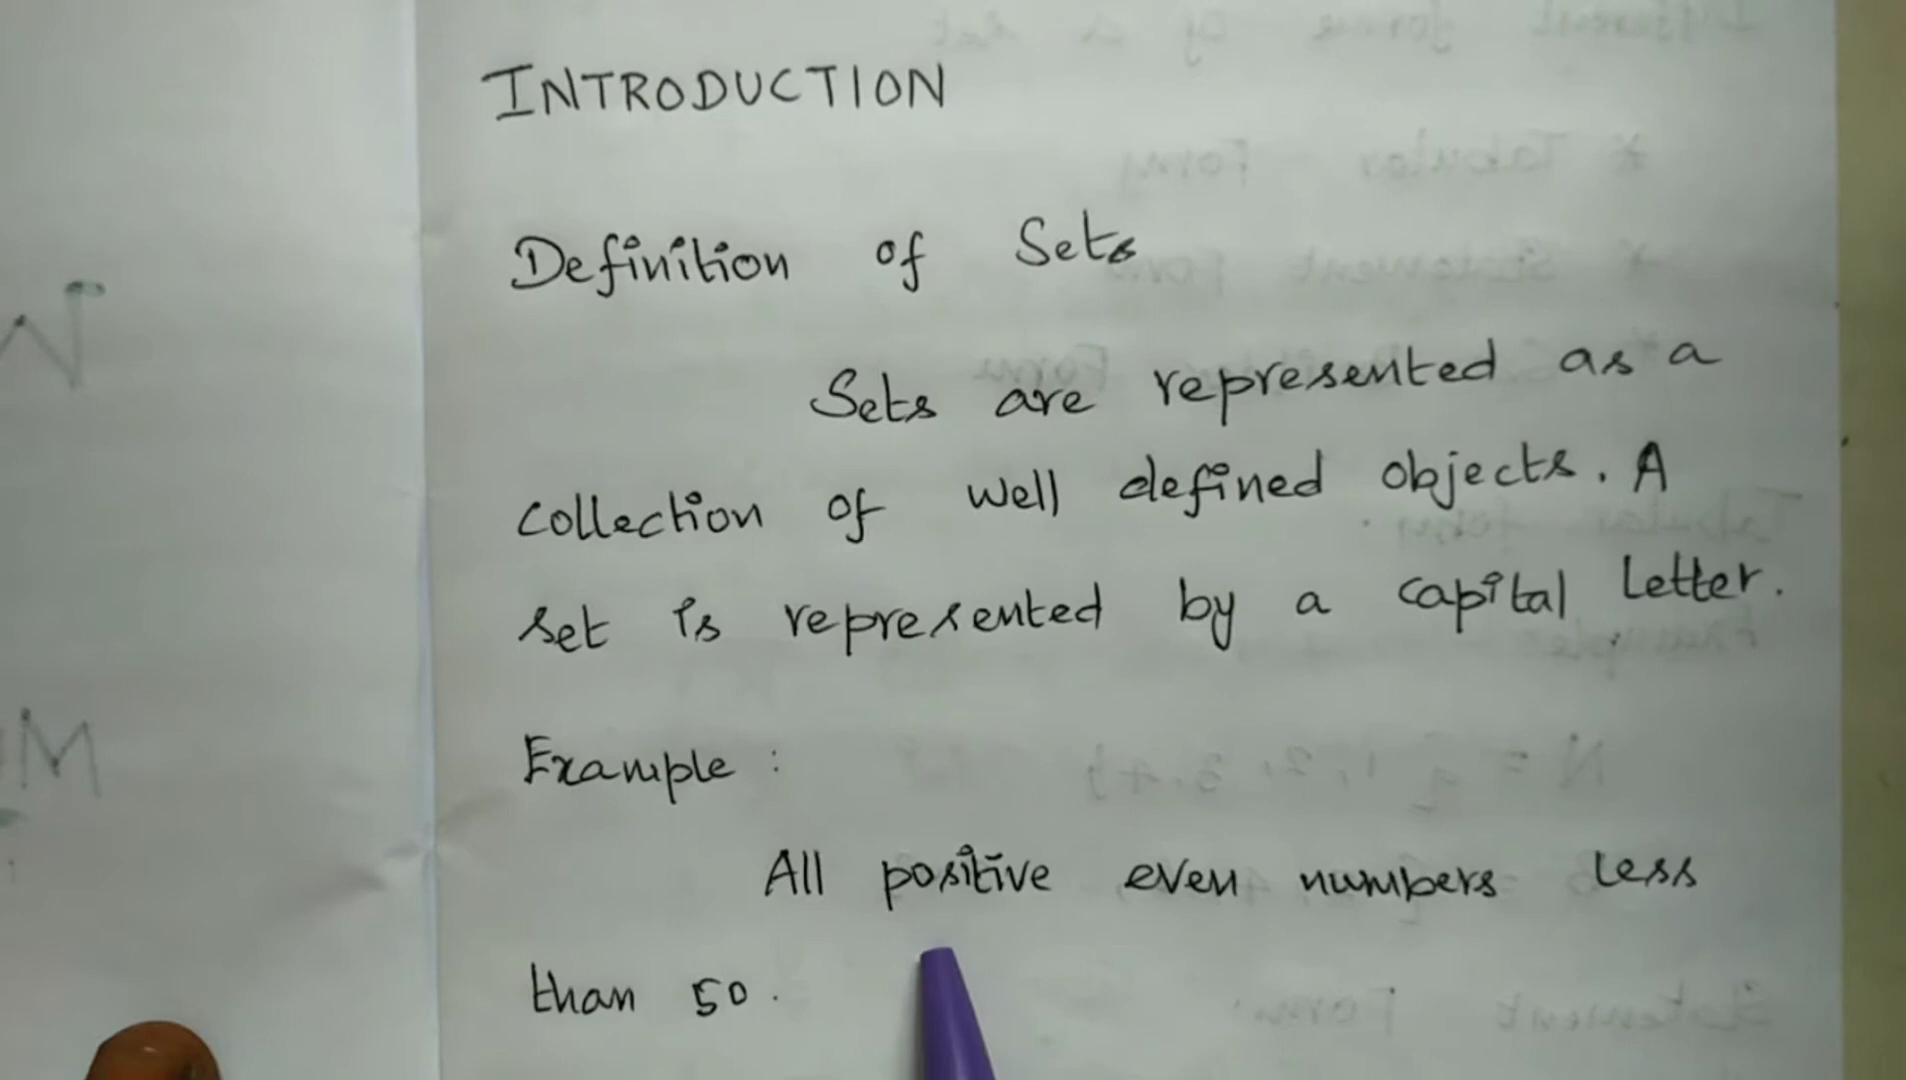 INTRODUCTION
Definition of Sets
Sets are represented as a
collection of well defined objects. A
set is represented by a capital letter.
Example :
All positive even numbers less
than 50.